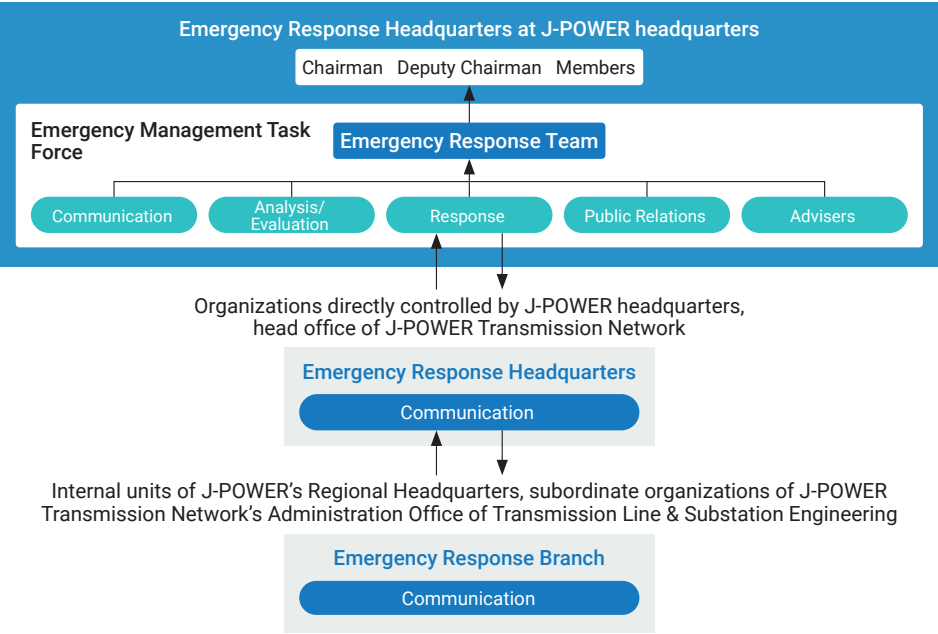 Emergency Response Headquarters at J-POWER headquarters
Chairman Deputy Chairman Members
Emergency Management Task
Force
Emergency Response Team
Communication
Analysis/
Evaluation
Response
Public Relations
Advisers
Organizations directly controlled by J-POWER headquarters,
head office of J-POWER Transmission Network
Emergency Response Headquarters
Communication
Internal units of J-POWER’s Regional Headquarters, subordinate organizations of J-POWER
Transmission Network’s Administration Office of Transmission Line & Substation Engineering
Emergency Response Branch
Communication